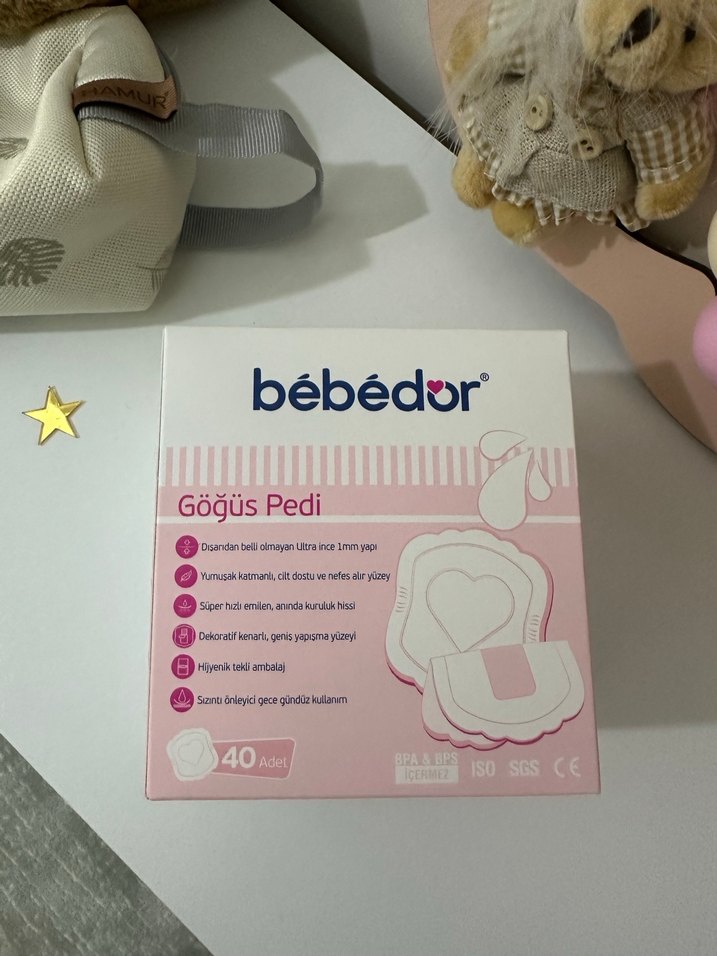 HAMUR
bébédor®
Göğüs Pedi
Dışarıdan belli olmayan Ultra ince 1mm yapı
Yumuşak katmanlı, cilt dostu ve nefes alır yüzey
Süper hızlı emilen, anında kuruluk hissi
Dekoratif kenarlı, geniş yapışma yüzeyi
Hijyenik tekli ambalaj
Sızıntı önleyici gece gündüz kullanım
40 Adet
BPA & BPS
İÇERMEZ
ISO SGS CE